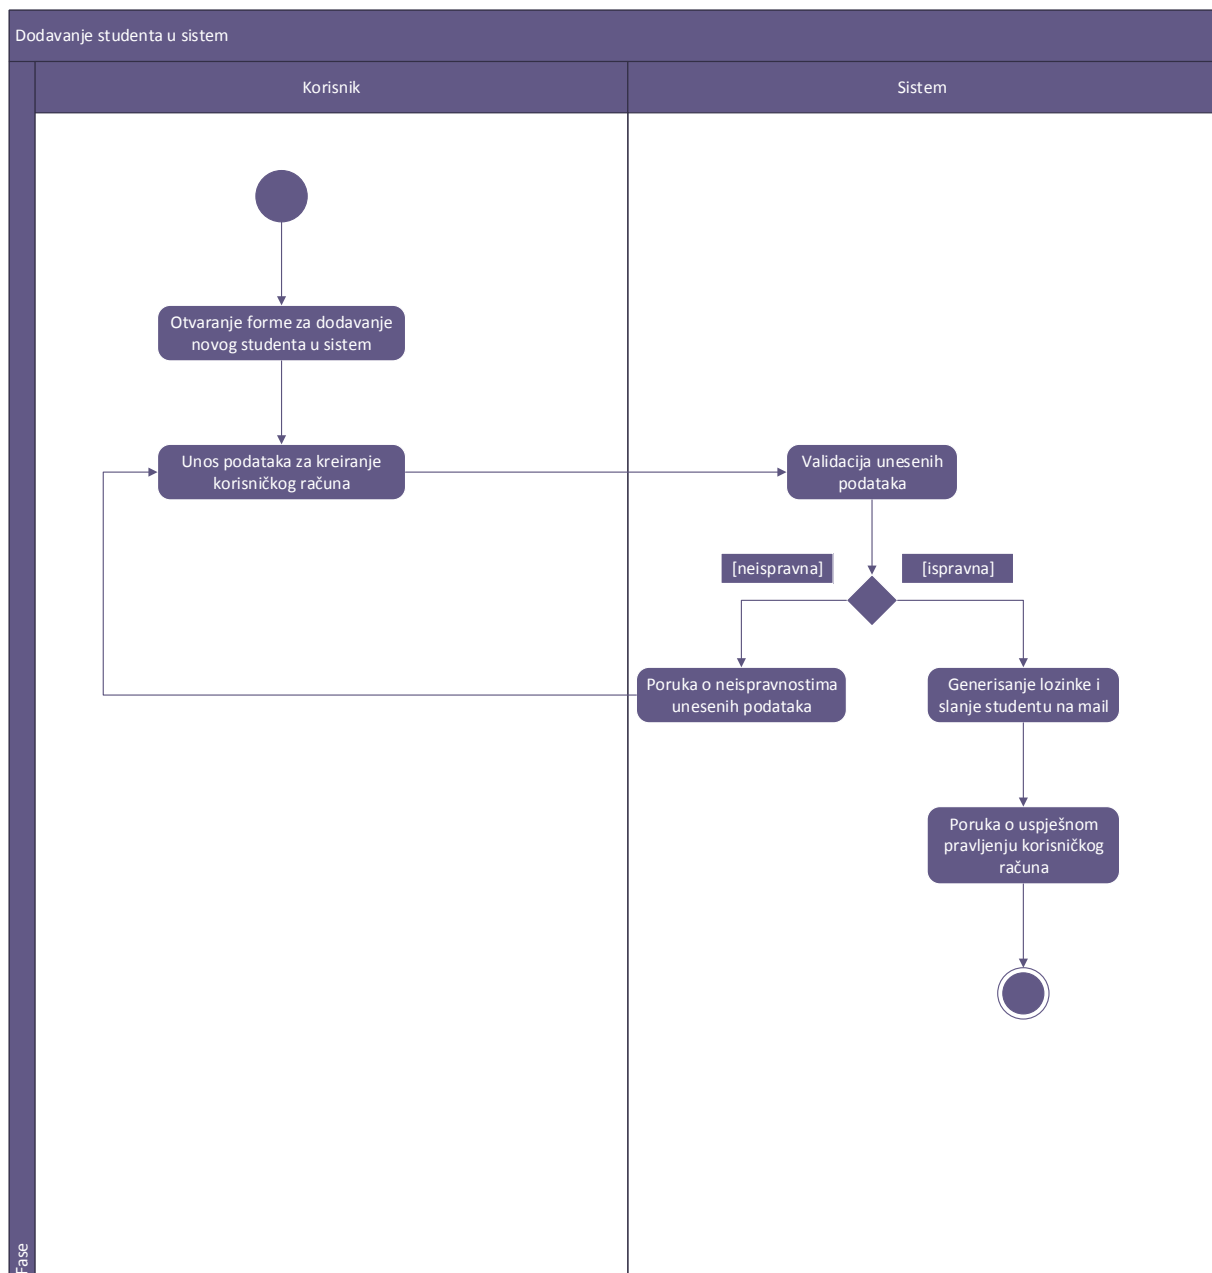 Dodavanje studenta u sistem
Korisnik
Sistem
Otvaranje forme za dodavanje
novog studenta u sistem
Unos podataka za kreiranje
korisničkog računa
Validacija unesenih
podataka
[neispravna]
[ispravna]
Poruka o neispravnostima
unesenih podataka
Generisanje lozinke i
slanje studentu na mail
Poruka o uspješnom
pravljenju korisničkog
računa
Fase